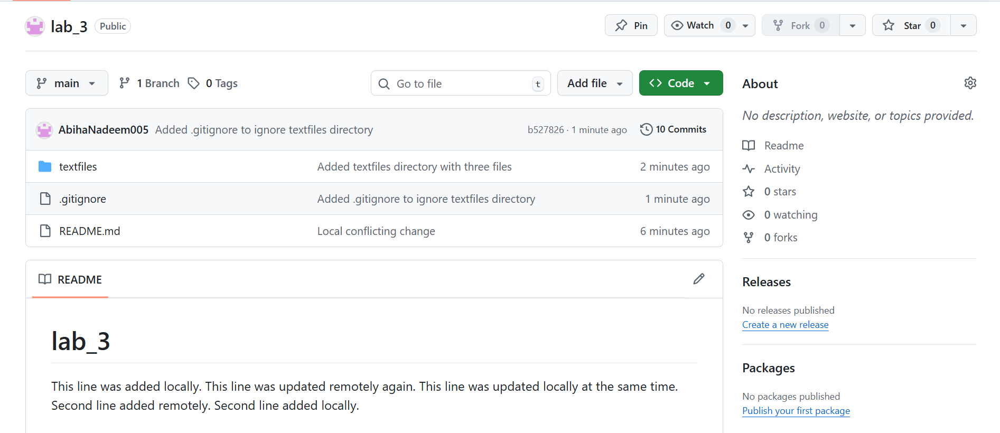 lab_3 Public Pin Watch 0 Fork 0 Star 0
main 1 Branch 0 Tags Go to file t Add file Code
AbihaNadeem005 Added .gitignore to ignore textfiles directory b527826 · 1 minute ago 10 Commits
textfiles Added textfiles directory with three files 2 minutes ago
.gitignore Added .gitignore to ignore textfiles directory 1 minute ago
README.md Local conflicting change 6 minutes ago
README
lab_3
This line was added locally. This line was updated remotely again. This line was updated locally at the same time.
Second line added remotely. Second line added locally.
About
No description, website, or topics provided.
Readme
Activity
0 stars
0 watching
0 forks
Releases
No releases published
Create a new release
Packages
No packages published
Publish your first package